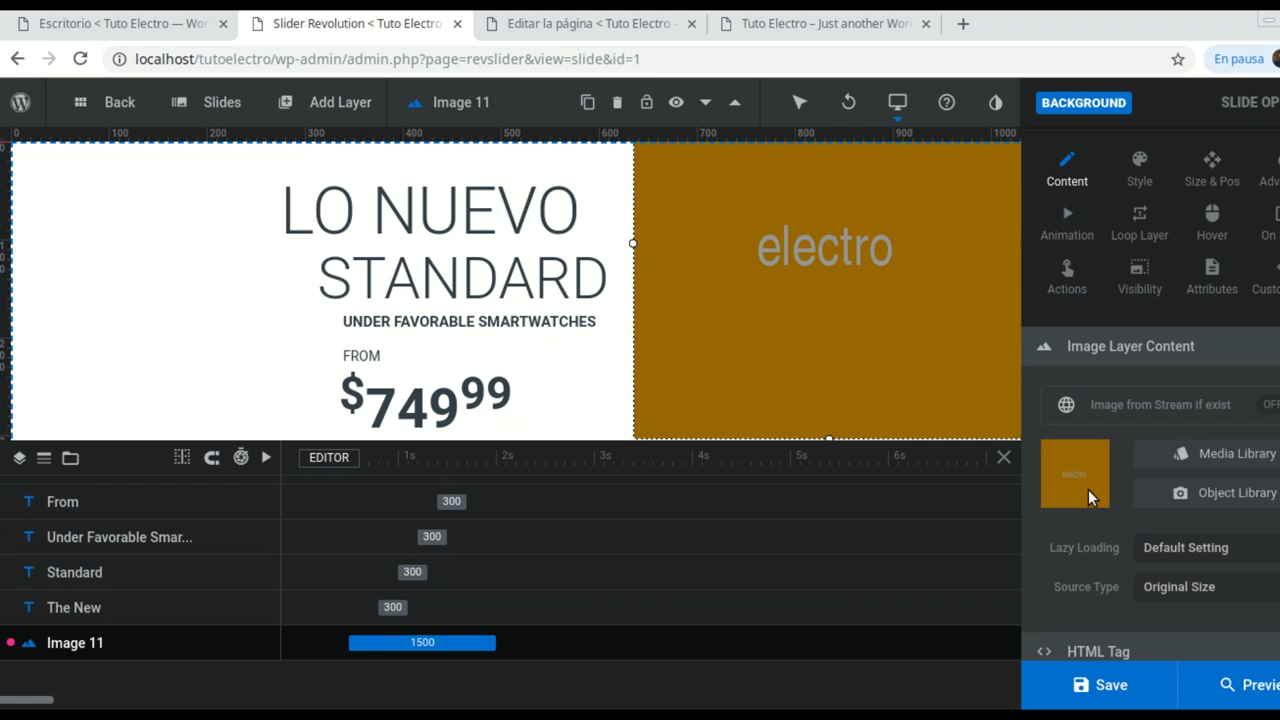 Escritorio < Tuto Electro — Wor
Slider Revolution < Tuto Electro
Editar la página < Tuto Electro –
Tuto Electro – Just another Wor
localhost/tutoelectro/wp-admin/admin.php?page=revslider&view=slide&id=1
En pausa
Back
Slides
Add Layer
Image 11
BACKGROUND
SLIDE OP
0 100 200 300 400 500 600 700 800 900 1000
LO NUEVO
STANDARD
UNDER FAVORABLE SMARTWATCHES
FROM
$74999
electro
Content
Style
Size & Pos
Adv
Animation
Loop Layer
Hover
On
Actions
Visibility
Attributes
Custo
Image Layer Content
Image from Stream if exist
OFF
electro
Media Library
Object Library
Lazy Loading
Default Setting
Source Type
Original Size
HTML Tag
Save
Previe
EDITOR
1s 2s 3s 4s 5s 6s
From
300
Under Favorable Smar...
300
Standard
300
The New
300
Image 11
1500